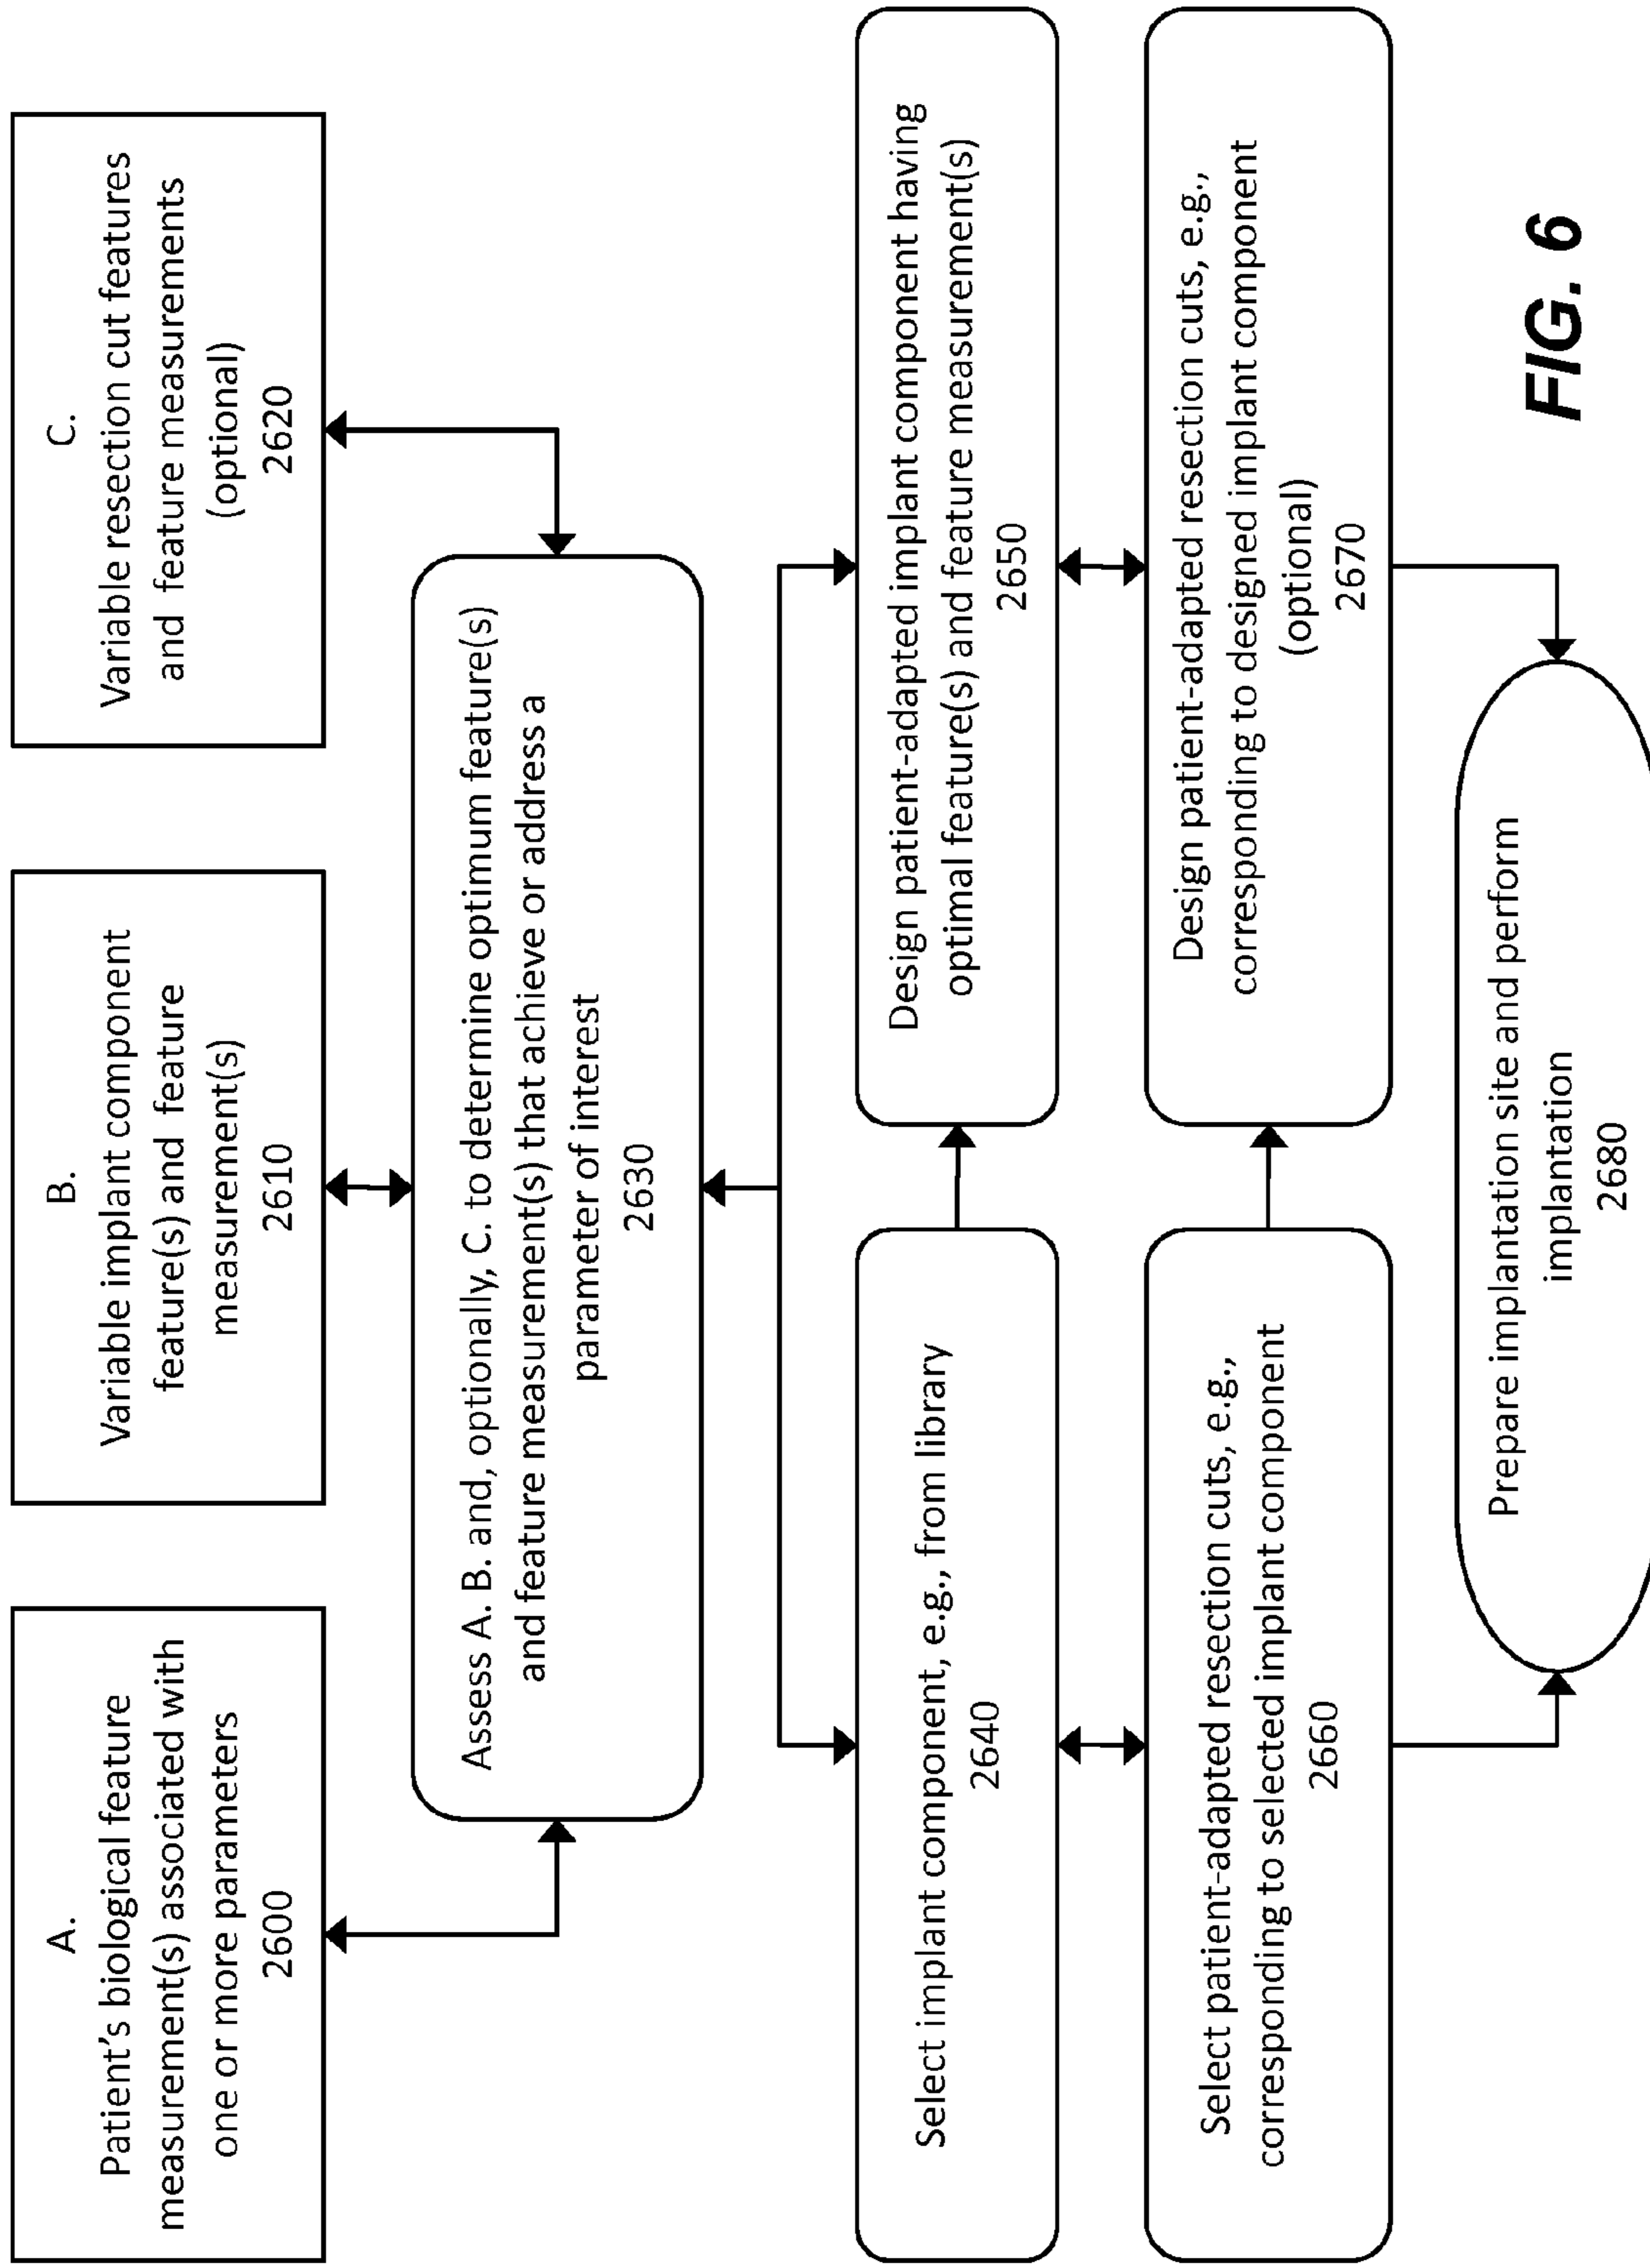 A.
Patient's biological feature
measurement(s) associated with
one or more parameters
2600
B.
Variable implant component
feature(s) and feature
measurement(s)
2610
C.
Variable resection cut features
and feature measurements
(optional)
2620
Assess A. B. and, optionally, C. to determine optimum feature(s)
and feature measurement(s) that achieve or address a
parameter of interest
2630
Select implant component, e.g., from library
2640
Design patient-adapted implant component having
optimal feature(s) and feature measurement(s)
2650
Select patient-adapted resection cuts, e.g.,
corresponding to selected implant component
2660
Design patient-adapted resection cuts, e.g.,
corresponding to designed implant component)
(optional)
2670
Prepare implantation site and perform
implantation
2680
FIG. 6